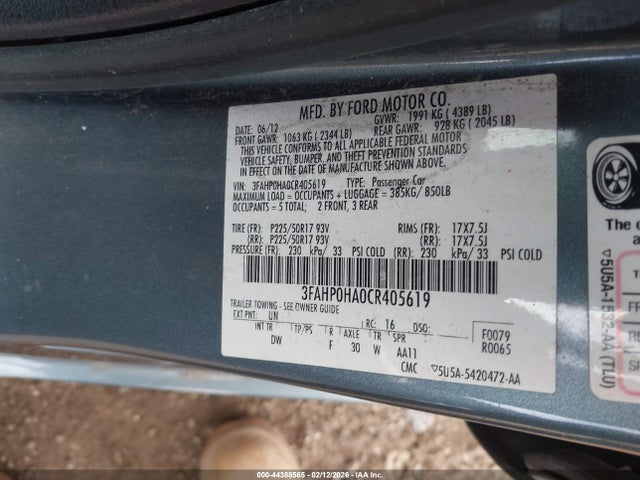 MFD. BY FORD MOTOR CO.
DATE: 06/12 GVWR: 1991 KG ( 4389 LB)
FRONT GAWR: 1063 KG ( 2344 LB) REAR GAWR: 928 KG ( 2045 LB)
THIS VEHICLE CONFORMS TO ALL APPLICABLE FEDERAL MOTOR
VEHICLE SAFETY, BUMPER, AND THEFT PREVENTION STANDARDS
IN EFFECT ON THE DATE OF MANUFACTURE SHOWN ABOVE.
VIN: 3FAHP0HA0CR405619 TYPE: Passenger Car
MAXIMUM LOAD = OCCUPANTS + LUGGAGE = 385KG/ 850LB
OCCUPANTS = 5 TOTAL; 2 FRONT, 3 REAR
TIRE (FR): P225/50R17 93V RIMS (FR): 17X7.5J
(RR): P225/50R17 93V (RR): 17X7.5J
PRESSURE (FR): 230 kPa/ 33 PSI COLD (RR): 230 kPa/ 33 PSI COLD
3FAHP0HA0CR405619
TRAILER TOWING - SEE OWNER GUIDE
EXT PNT: UN RC: 16 DSO:
INT TR TP/PS R AXLE TR SPR F0079
DW F 30 W AA11 R0065
CMC ▽5U5A-5420472-AA
The
a
o
▽5U5A-1532-AA (TLU)
FR
RE
SP
000-44388565 - 02/12/2026 - IAA Inc.